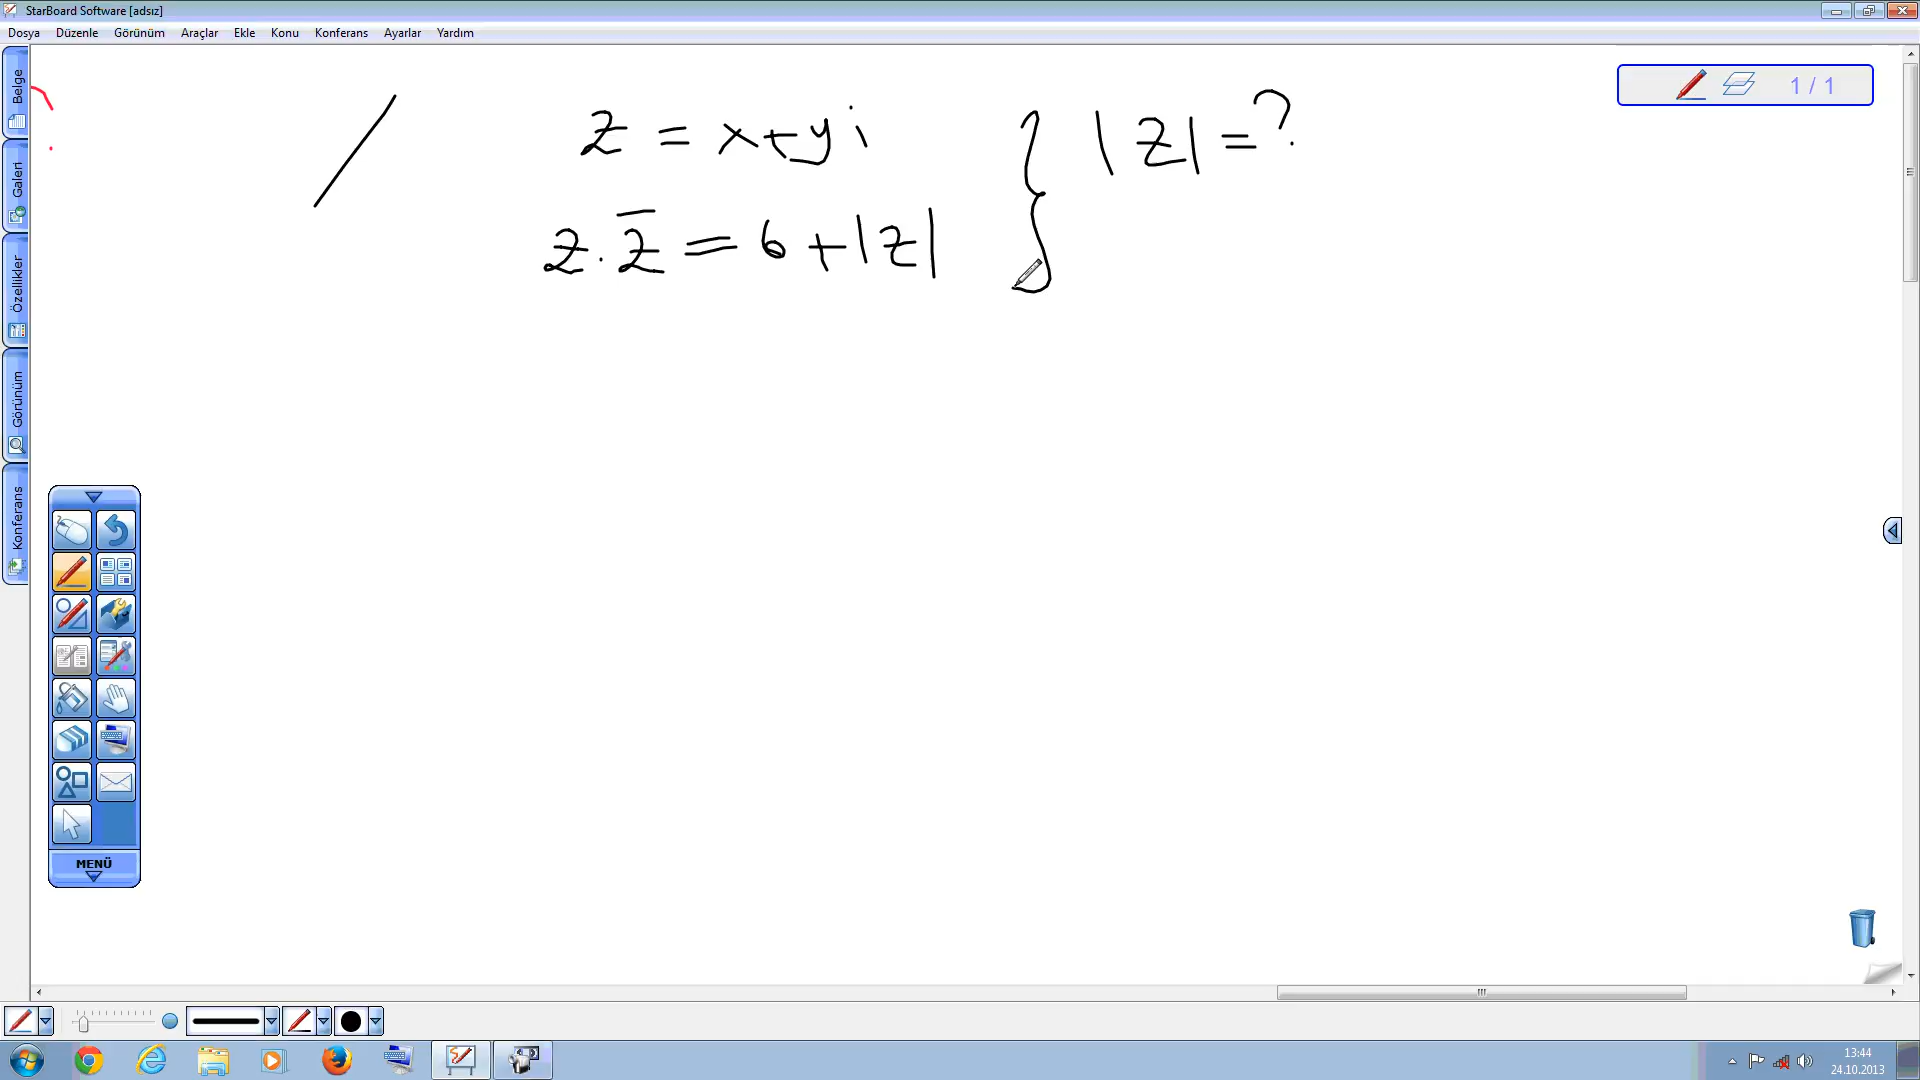 StarBoard Software [adsız]
Dosya Düzenle Görünüm Araçlar Ekle Konu Konferans Ayarlar Yardım
Belge
Galeri
Özellikler
Görünüm
Konferans
1 / 1
z = x+yi } |z| = ?
z . z̅ = 6 + |z|
MENÜ
13:44
24.10.2013